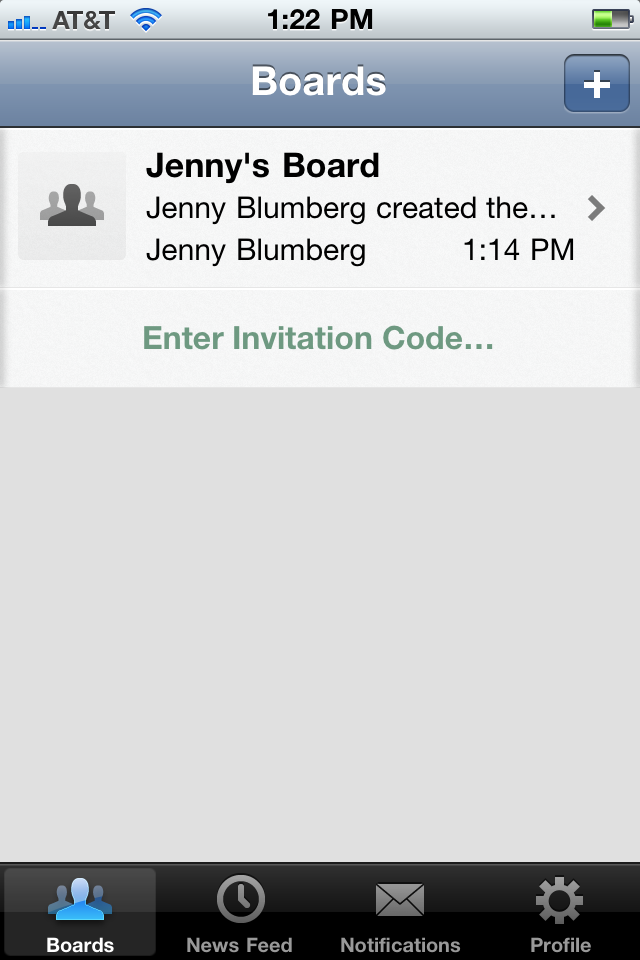 AT&T 1:22 PM
Boards +
Jenny's Board
Jenny Blumberg created the...
Jenny Blumberg 1:14 PM
Enter Invitation Code...
Boards News Feed Notifications Profile